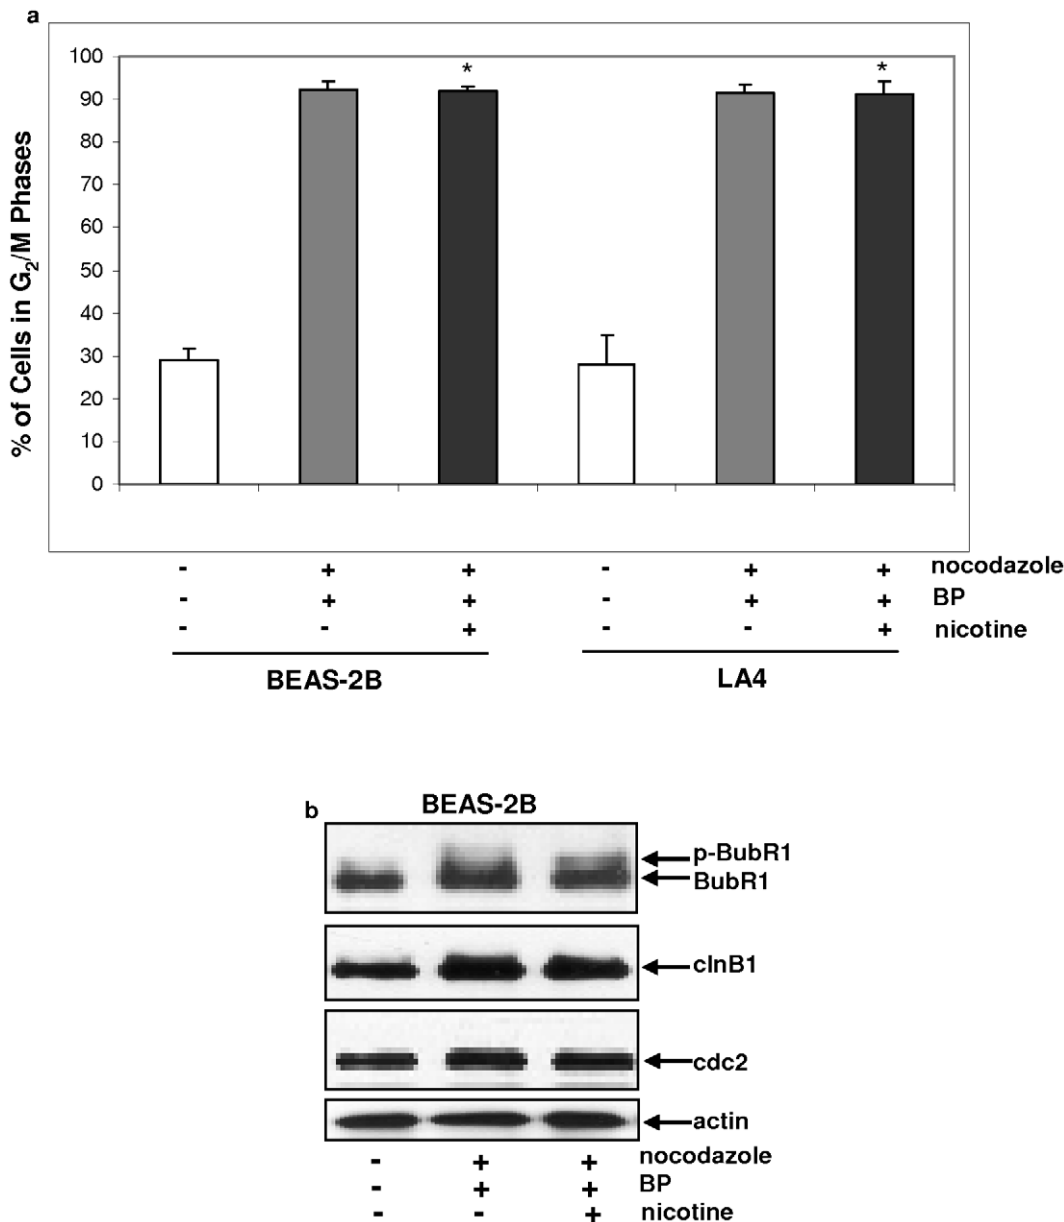 a
% of Cells in G2/M Phases
100
90
80
70
60
50
40
30
20
10
0
* *
- + + - + + nocodazole
- + + - + + BP
- - + - - + nicotine
BEAS-2B LA4
b BEAS-2B
p-BubR1
BubR1
clnB1
cdc2
actin
- + + nocodazole
- + + BP
- - + nicotine